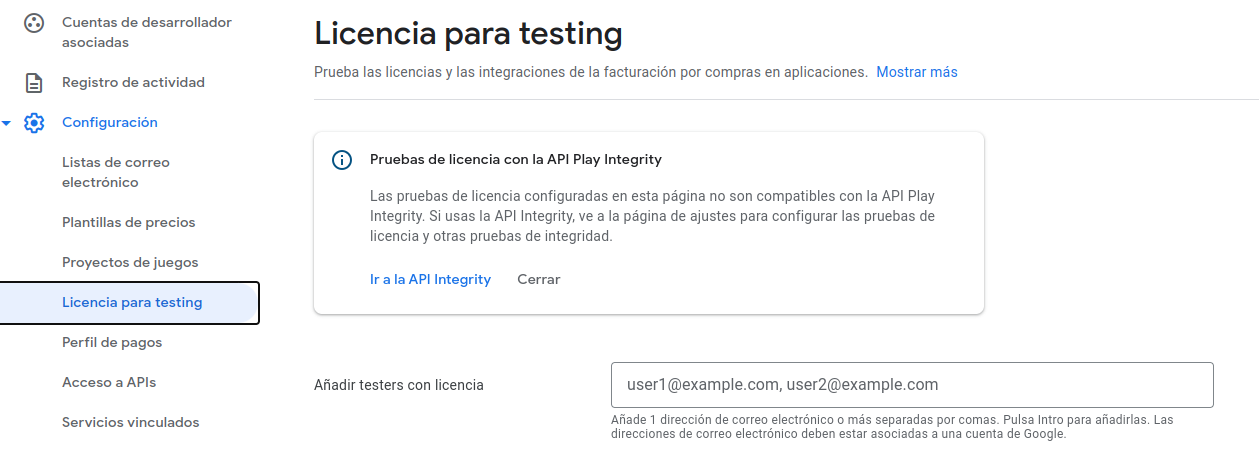 Cuentas de desarrollador
asociadas
Registro de actividad
Configuración
Listas de correo
electrónico
Plantillas de precios
Proyectos de juegos
Licencia para testing
Perfil de pagos
Acceso a APIs
Servicios vinculados
Licencia para testing
Prueba las licencias y las integraciones de la facturación por compras en aplicaciones. Mostrar más
Pruebas de licencia con la API Play Integrity
Las pruebas de licencia configuradas en esta página no son compatibles con la API Play
Integrity. Si usas la API Integrity, ve a la página de ajustes para configurar las pruebas de
licencia y otras pruebas de integridad.
Ir a la API Integrity Cerrar
Añadir testers con licencia
user1@example.com, user2@example.com
Añade 1 dirección de correo electrónico o más separadas por comas. Pulsa Intro para añadirlas. Las
direcciones de correo electrónico deben estar asociadas a una cuenta de Google.